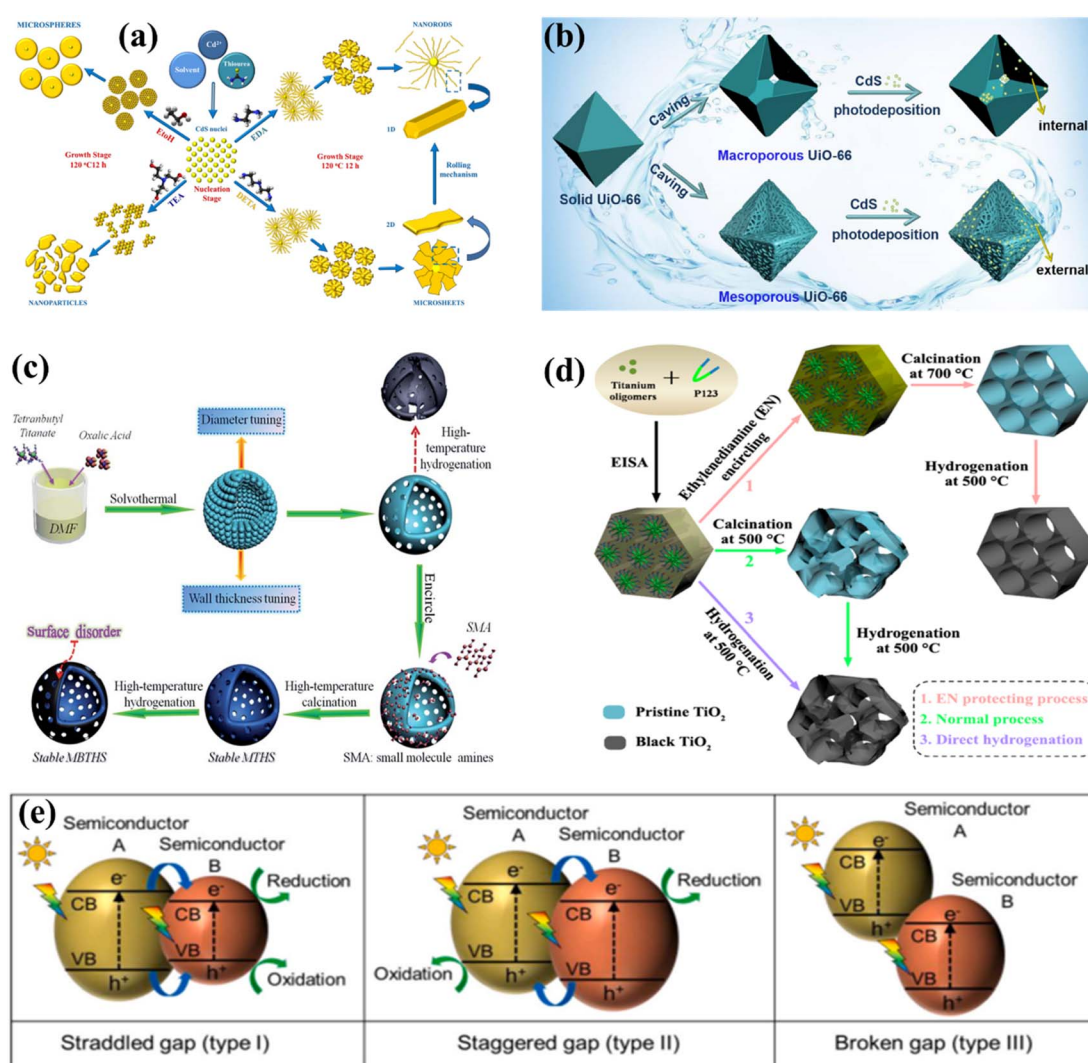 (a)
MICROSPHERES
Cd²⁺
Solvent
Thiourea
NANORODS
EtoH
CdS nuclei
EDA
1D
Growth Stage
120 °C12 h
Growth Stage
120 °C 12 h
Rolling
mechanism
Nucleation
Stage
TEA
DETA
2D
NANOPARTICLES
MICROSHEETS
(b)
CdS
photodeposition
Caving
internal
Macroporous UiO-66
Solid UiO-66
Caving
CdS
photodeposition
external
Mesoporous UiO-66
(c)
Tetranbutyl
Titanate
Oxalic Acid
Diameter tuning
High-
temperature
hydrogenation
Solvothermal
DMF
Wall thickness tuning
Encircle
Surface disorder
SMA
High-temperature
hydrogenation
High-temperature
calcination
Stable MBTHS
Stable MTHS
SMA: small molecule amines
(d)
Titanium
oligomers
+
P123
Calcination
at 700 °C
Ethylenediamine (EN)
encircling
1
EISA
Hydrogenation
at 500 °C
Calcination
at 500 °C
2
3
Hydrogenation
at 500 °C
Hydrogenation
at 500 °C
Pristine TiO₂
Black TiO₂
1. EN protecting process
2. Normal process
3. Direct hydrogenation
(e)
Semiconductor
A
Semiconductor
B
e⁻
e⁻
Reduction
CB
CB
VB
VB
h⁺
h⁺
Oxidation
Straddled gap (type I)
Semiconductor
A
Semiconductor
B
e⁻
e⁻
Reduction
CB
CB
VB
VB
Oxidation
h⁺
h⁺
Staggered gap (type II)
Semiconductor
A
e⁻
CB
Semiconductor
B
VB
h⁺
e⁻
CB
VB
h⁺
Broken gap (type III)